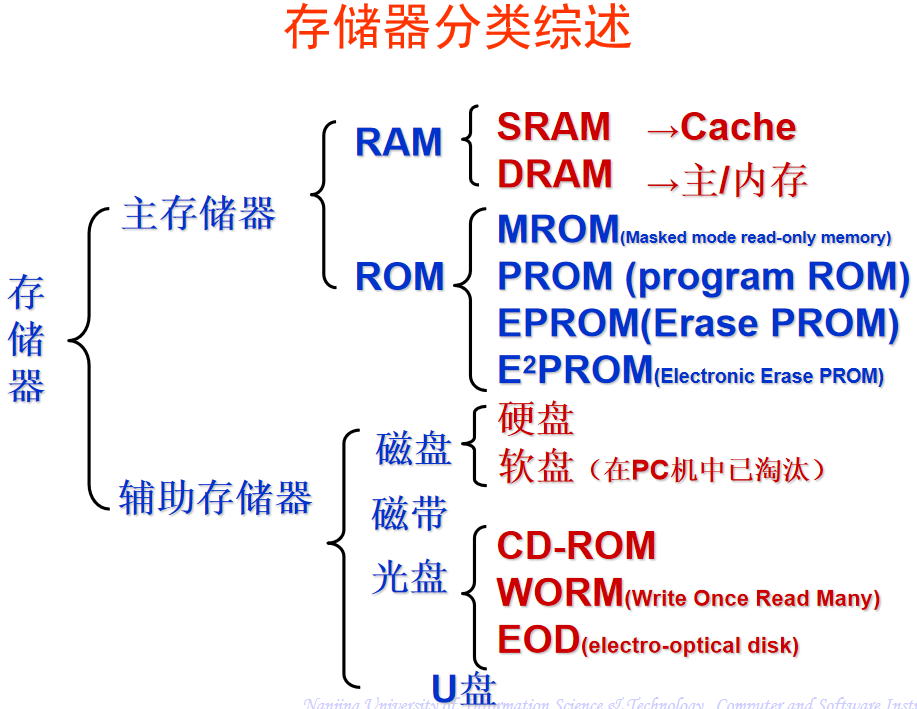 存储器分类综述
存储器
主存储器
RAM
SRAM →Cache
DRAM →主/内存
ROM
MROM(Masked mode read-only memory)
PROM (program ROM)
EPROM(Erase PROM)
E²PROM(Electronic Erase PROM)
辅助存储器
磁盘
硬盘
软盘（在PC机中已淘汰）
磁带
光盘
CD-ROM
WORM(Write Once Read Many)
EOD(electro-optical disk)
U盘
Nanjing University of Information Science & Technology Computer and Software